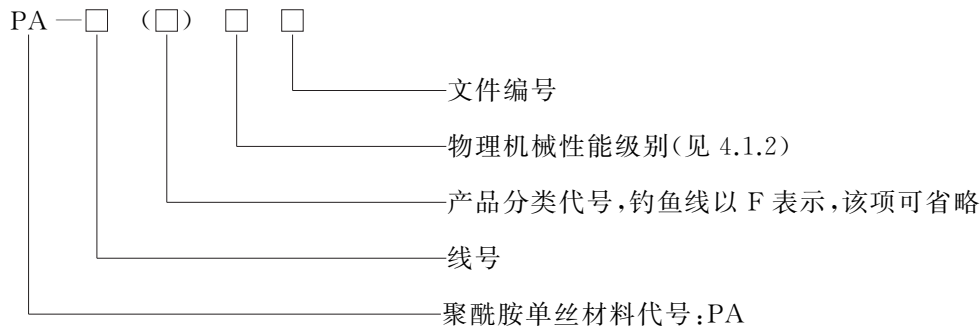 PA—□ (□) □ □
文件编号
物理机械性能级别(见 4.1.2)
产品分类代号,钓鱼线以 F 表示,该项可省略
线号
聚酰胺单丝材料代号:PA